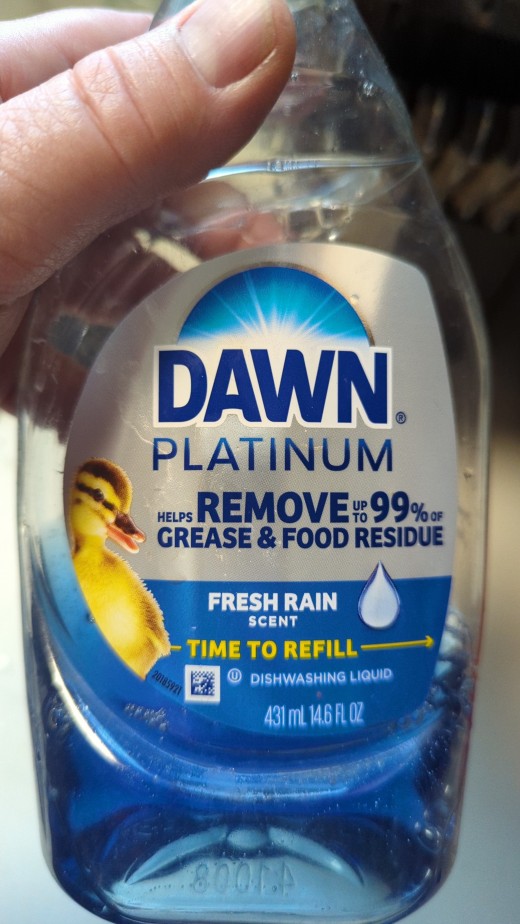 DAWN®
PLATINUM
HELPS REMOVE UP TO 99% OF
GREASE & FOOD RESIDUE
FRESH RAIN
SCENT
TIME TO REFILL
20185921
U DISHWASHING LIQUID
431 mL 14.6 FL OZ